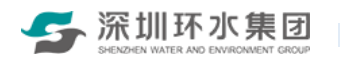 深圳环水集团
SHENZHEN WATER AND ENVIRONMENT GROUP